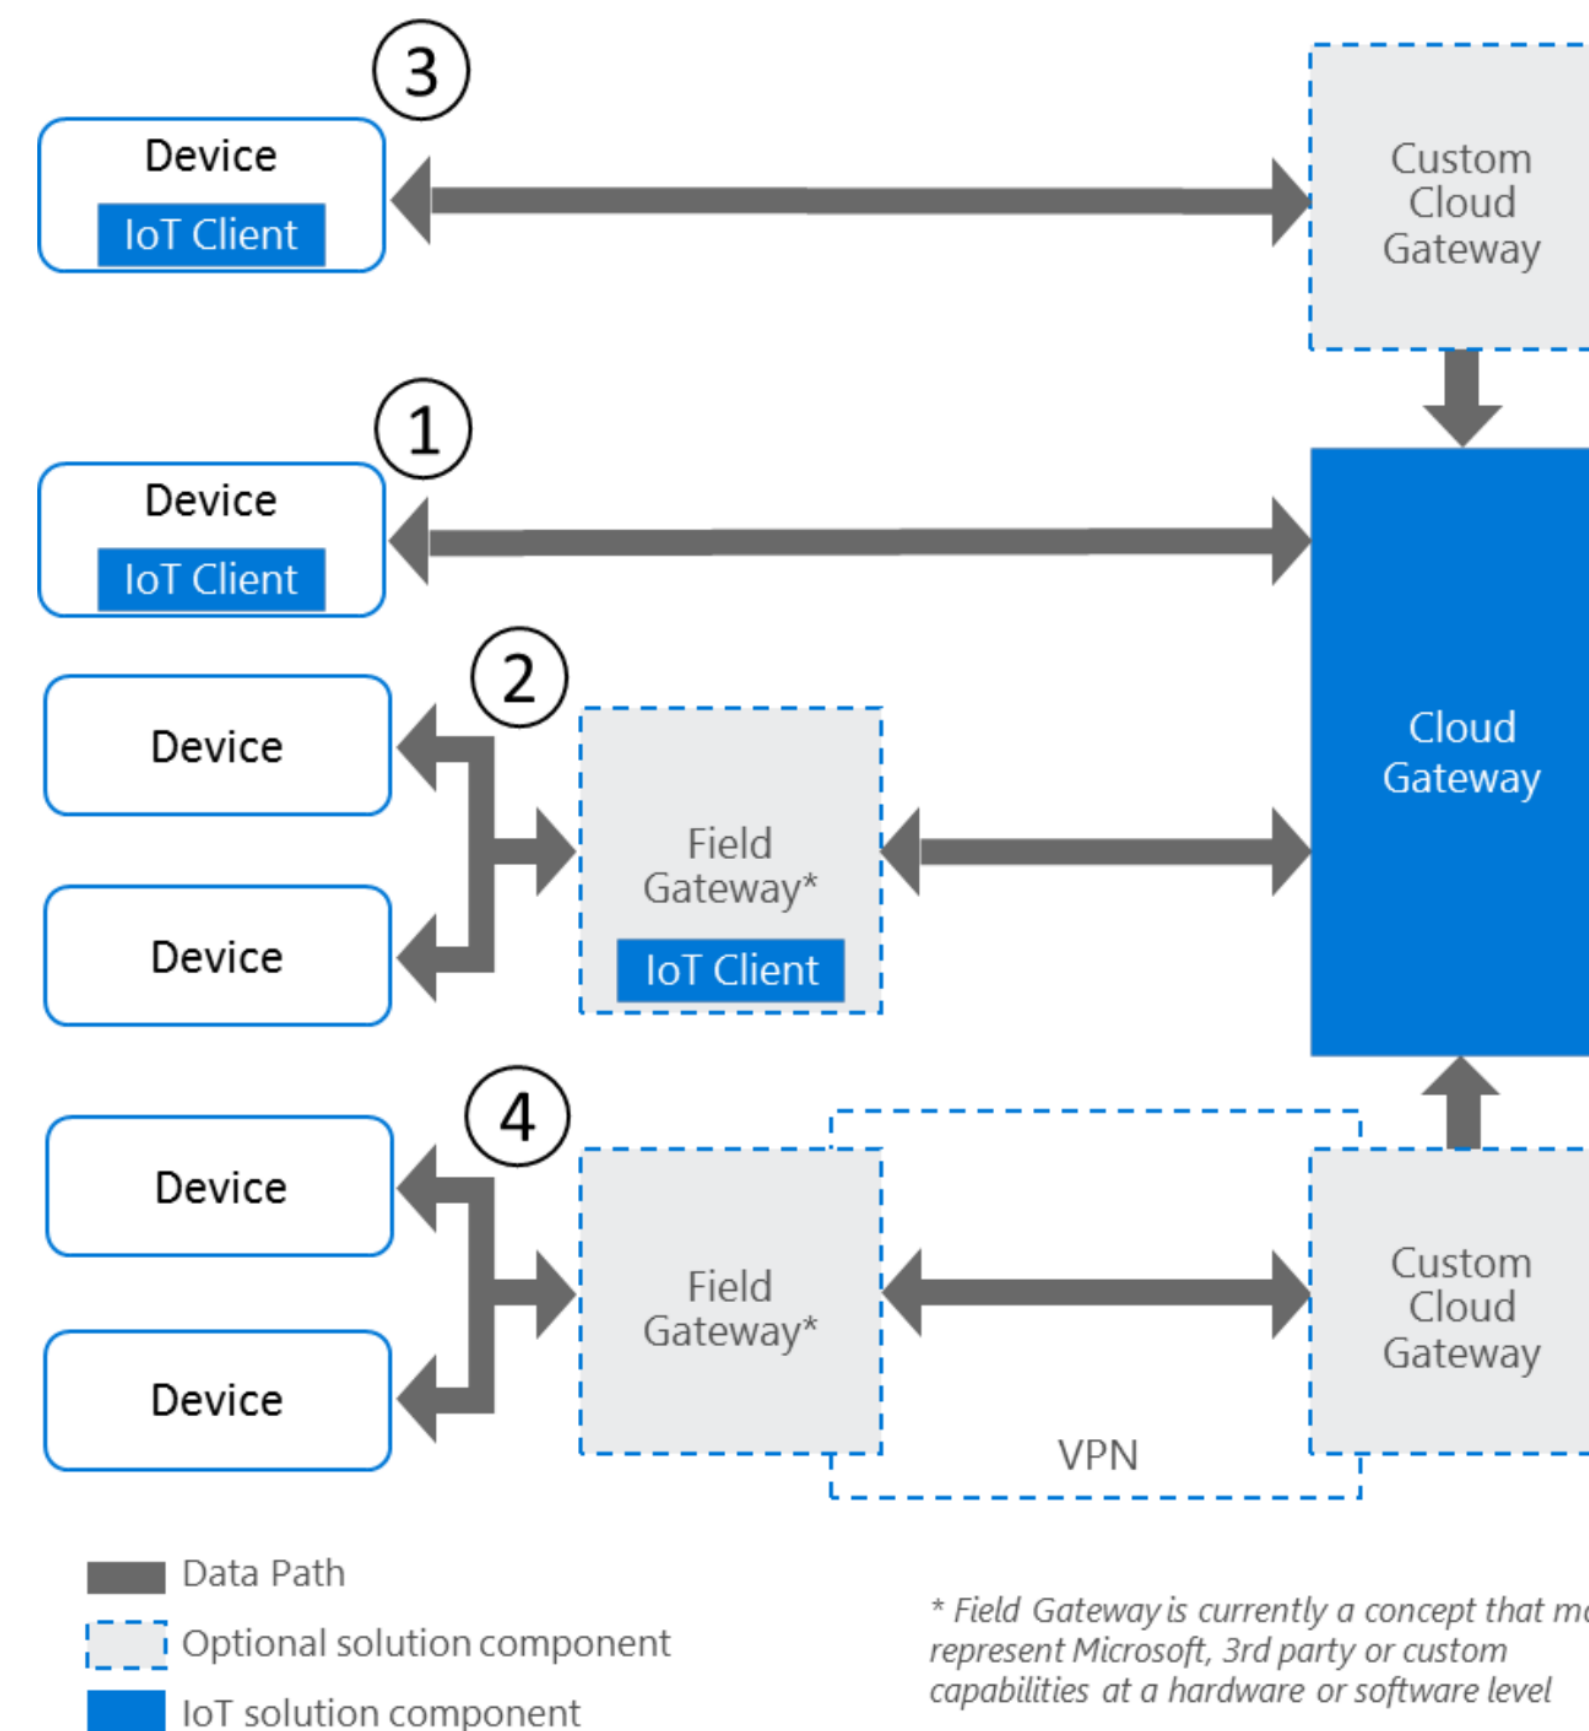 3
Device
IoT Client
Custom
Cloud
Gateway
1
Device
IoT Client
2
Device
Device
Field
Gateway*
IoT Client
Cloud
Gateway
4
Device
Device
Field
Gateway*
VPN
Custom
Cloud
Gateway
Data Path
Optional solution component
IoT solution component
* Field Gateway is currently a concept that
represent Microsoft, 3rd party or custom
capabilities at a hardware or software level